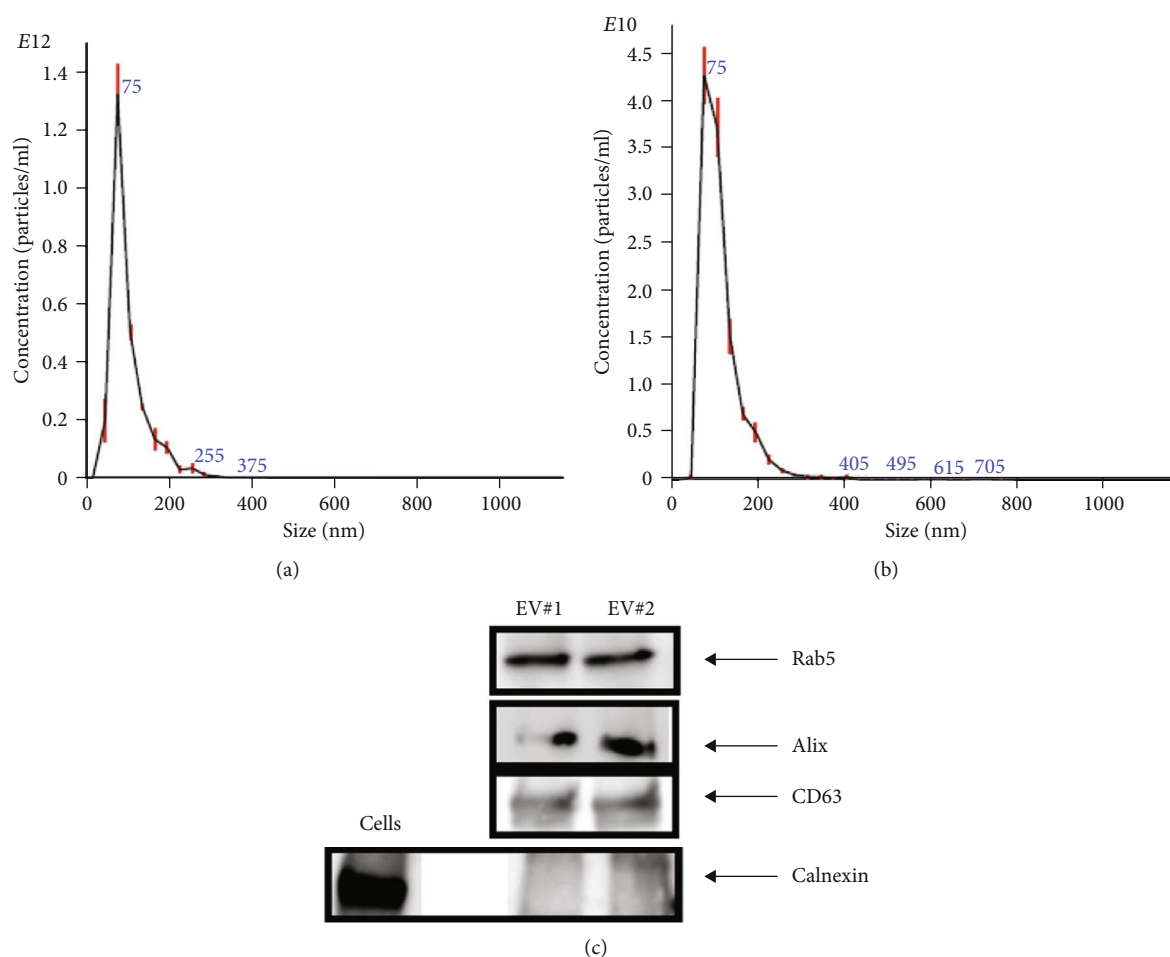 E12
1.4
1.2
1.0
0.8
0.6
0.4
0.2
0
Concentration (particles/ml)
75
255
375
0 200 400 600 800 1000
Size (nm)
(a)
E10
4.5
4.0
3.5
3.0
2.5
2.0
1.5
1.0
0.5
0.0
Concentration (particles/ml)
75
405 495 615 705
0 200 400 600 800 1000
Size (nm)
(b)
EV#1 EV#2
Rab5
Alix
CD63
Cells
Calnexin
(c)